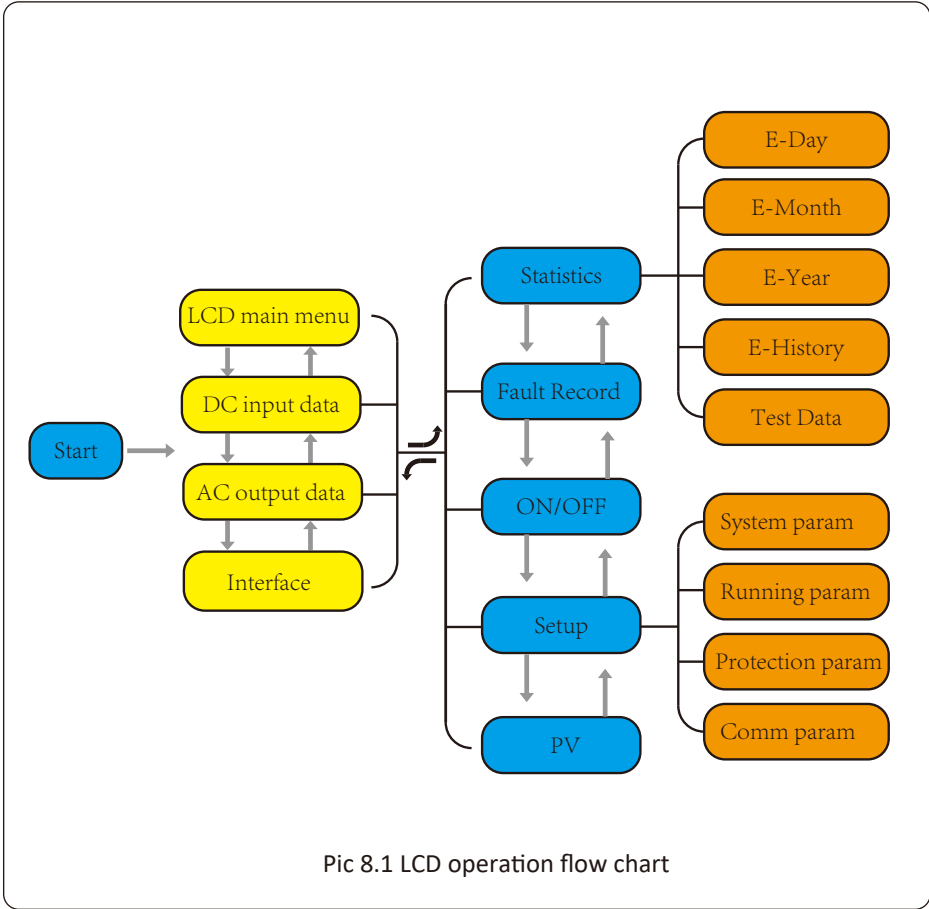 Start
LCD main menu
DC input data
AC output data
Interface
Statistics
Fault Record
ON/OFF
Setup
PV
E-Day
E-Month
E-Year
E-History
Test Data
System param
Running param
Protection param
Comm param
Pic 8.1 LCD operation flow chart